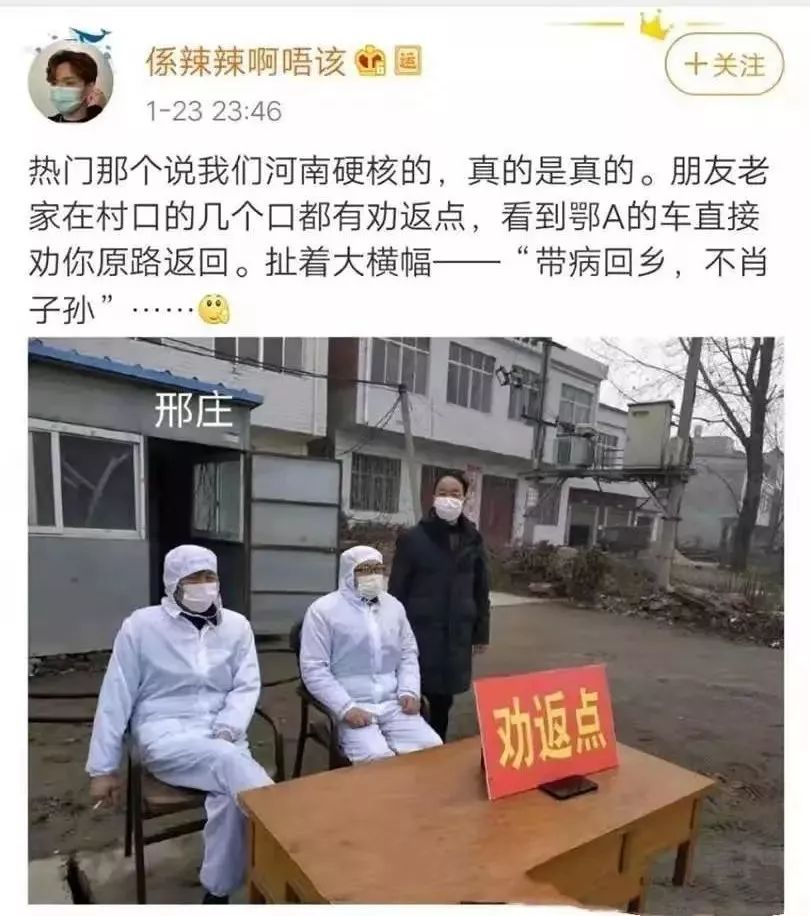 係辣辣啊唔该
运
+关注
1-23 23:46
热门那个说我们河南硬核的，真的是真的。朋友老
家在村口的几个口都有劝返点，看到鄂A的车直接
劝你原路返回。扯着大横幅——“带病回乡，不肖
子孙”……
邢庄
劝返点